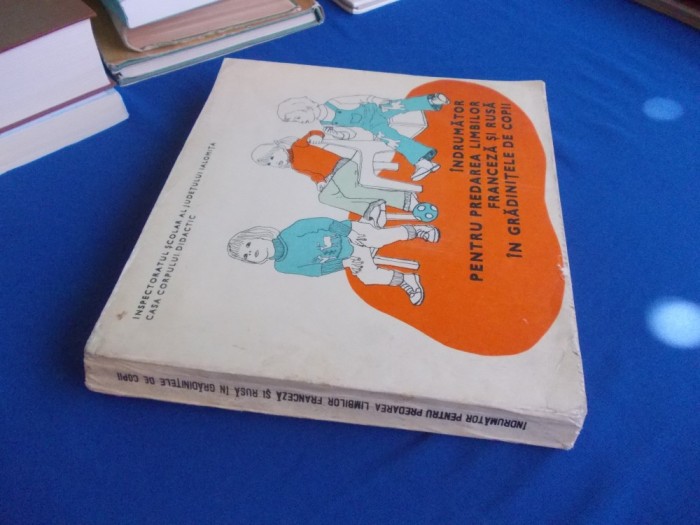 INSPECTORATUL ȘCOLAR AL JUDEȚULUI IALOMIȚA
CASA CORPULUI DIDACTIC
ÎNDRUMĂTOR
PENTRU PREDAREA LIMBILOR
FRANCEZĂ ȘI RUSĂ
ÎN GRĂDINIȚELE DE COPII
ÎNDRUMĂTOR PENTRU PREDAREA LIMBILOR FRANCEZĂ ȘI RUSĂ ÎN GRĂDINIȚELE DE COPII